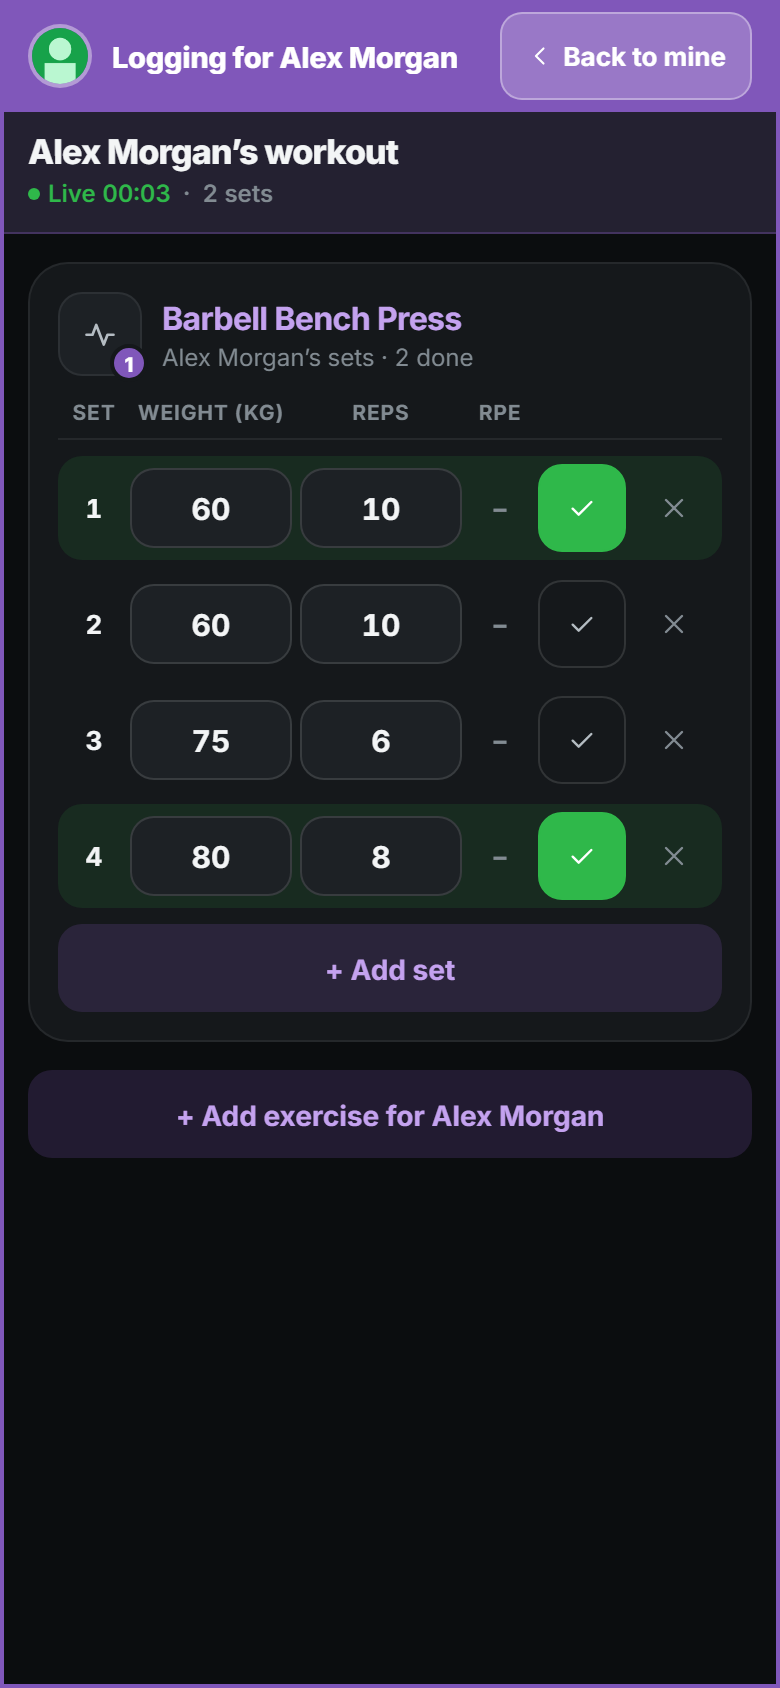 Logging for Alex Morgan
Back to mine
Alex Morgan’s workout
Live 00:03 · 2 sets
Barbell Bench Press
1
Alex Morgan’s sets · 2 done
SET WEIGHT (KG) REPS RPE
1 60 10 –
2 60 10 –
3 75 6 –
4 80 8 –
+ Add set
+ Add exercise for Alex Morgan